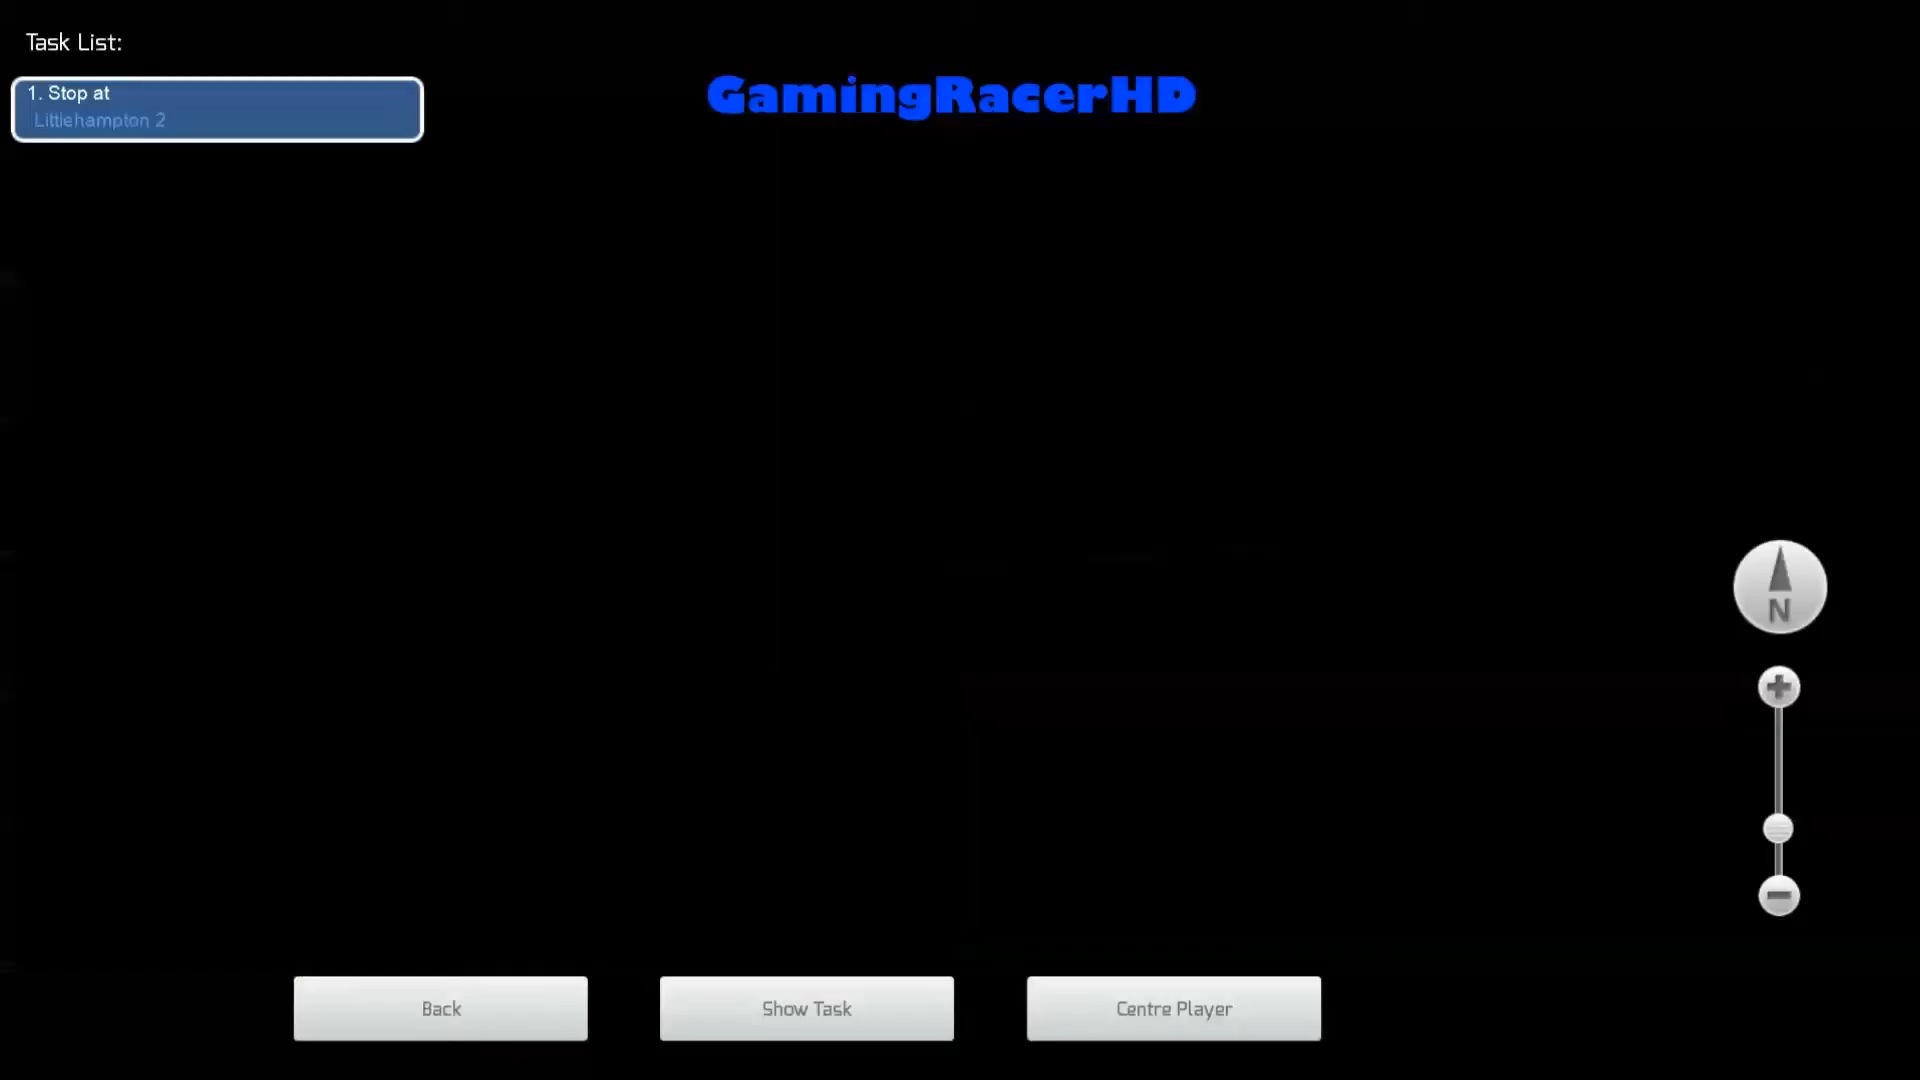 Task List:
GamingRacerHD
1. Stop at
Littlehampton 2
N
Back
Show Task
Centre Player